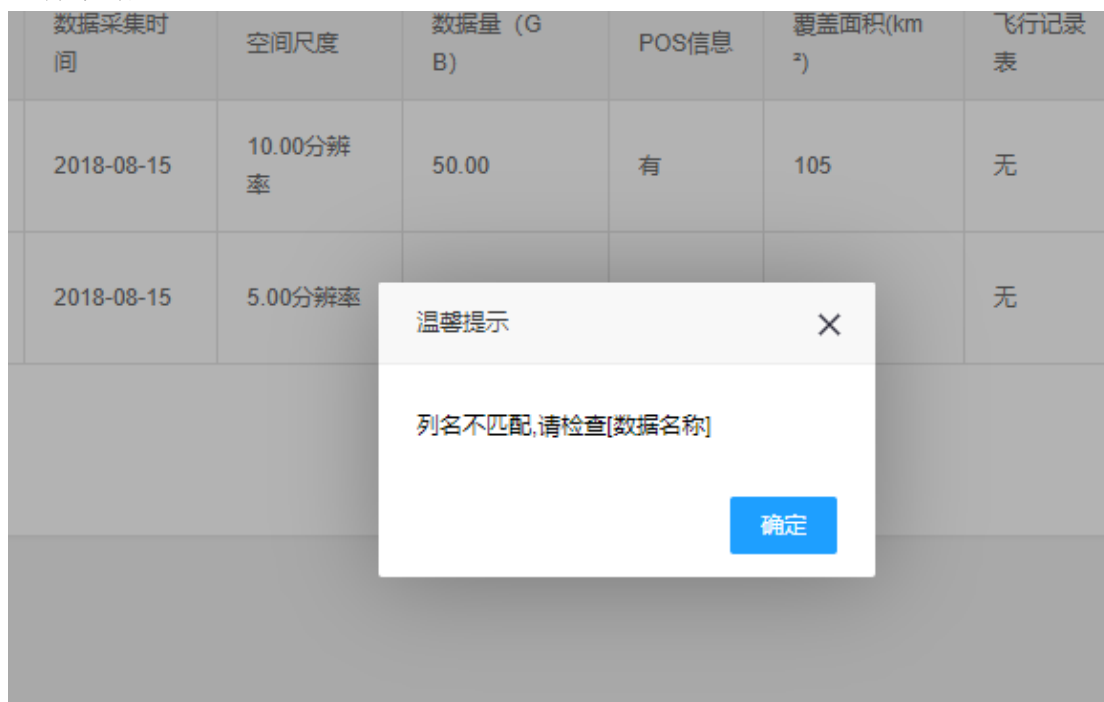 数据采集时
间
空间尺度
数据量（G
B）
POS信息
覆盖面积(km
²)
飞行记录
表
2018-08-15
10.00分辨
率
50.00
有
105
无
2018-08-15
5.00分辨率
无
温馨提示
列名不匹配,请检查[数据名称]
确定